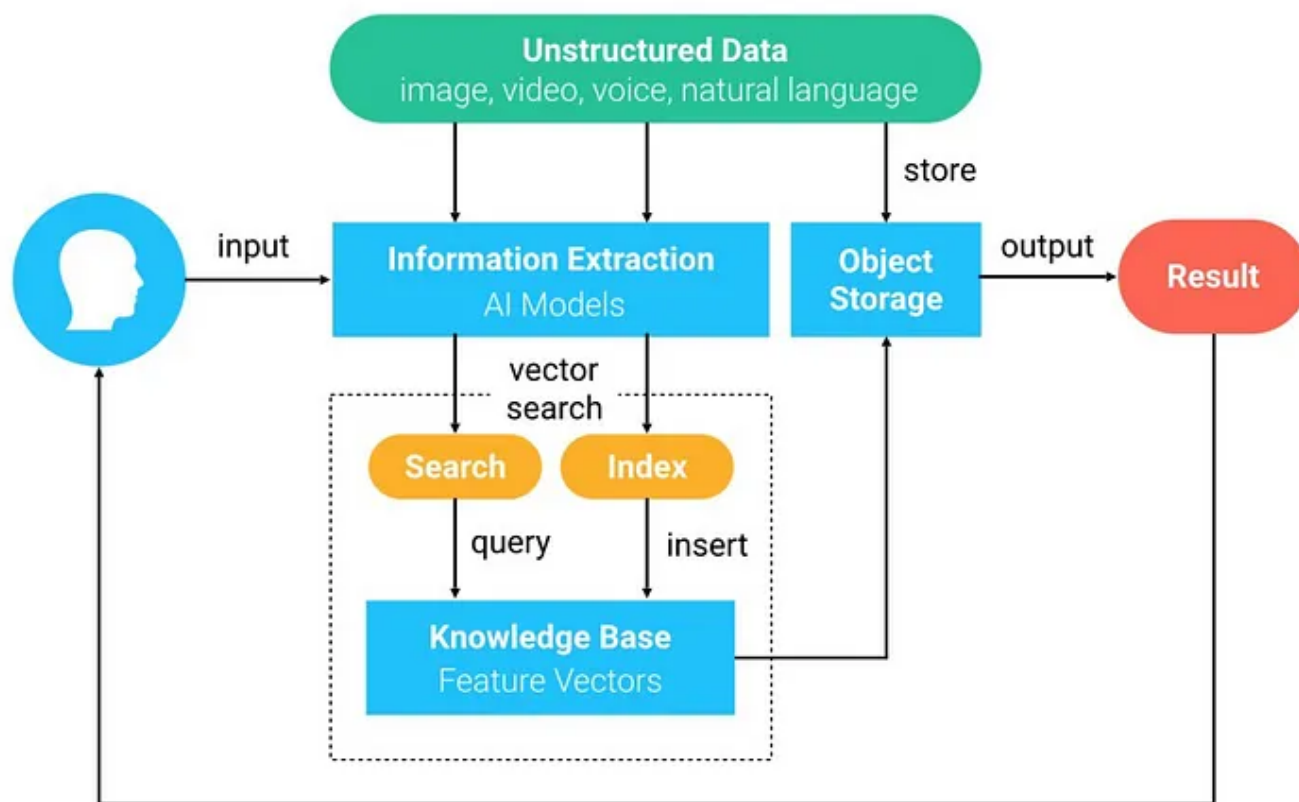 Unstructured Data
image, video, voice, natural language
store
input
Information Extraction
AI Models
Object
Storage
output
Result
vector
search
Search
Index
query
insert
Knowledge Base
Feature Vectors